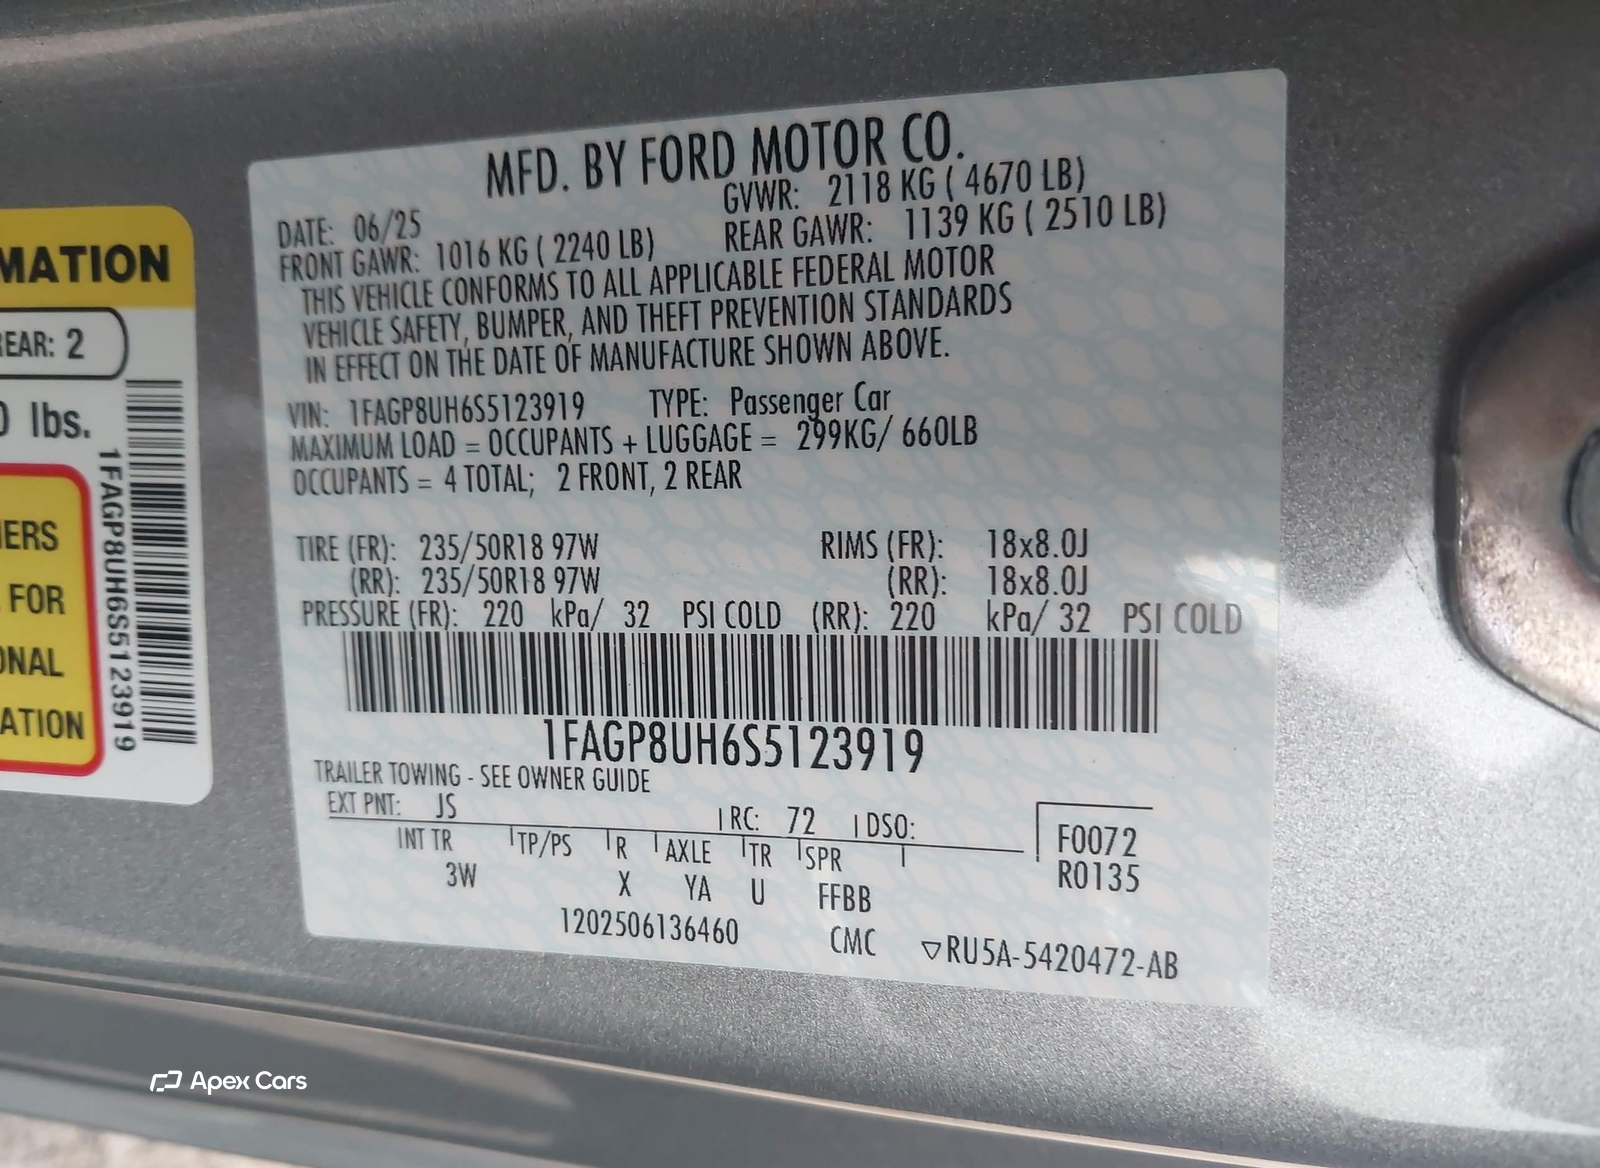 MATION
REAR: 2
0 lbs.
IERS
FOR
ONAL
ATION
1FAGP8UH6S5123919
MFD. BY FORD MOTOR CO.
DATE: 06/25 GVWR: 2118 KG ( 4670 LB)
FRONT GAWR: 1016 KG ( 2240 LB) REAR GAWR: 1139 KG ( 2510 LB)
THIS VEHICLE CONFORMS TO ALL APPLICABLE FEDERAL MOTOR
VEHICLE SAFETY, BUMPER, AND THEFT PREVENTION STANDARDS
IN EFFECT ON THE DATE OF MANUFACTURE SHOWN ABOVE.
VIN: 1FAGP8UH6S5123919 TYPE: Passenger Car
MAXIMUM LOAD = OCCUPANTS + LUGGAGE = 299KG/ 660LB
OCCUPANTS = 4 TOTAL; 2 FRONT, 2 REAR
TIRE (FR): 235/50R18 97W RIMS (FR): 18x8.0J
(RR): 235/50R18 97W (RR): 18x8.0J
PRESSURE (FR): 220 kPa/ 32 PSI COLD (RR): 220 kPa/ 32 PSI COLD
1FAGP8UH6S5123919
TRAILER TOWING - SEE OWNER GUIDE
EXT PNT: JS RC: 72 DSO:
INT TR TP/PS R AXLE TR SPR F0072
3W X YA U FFBB R0135
1202506136460 CMC ▽RU5A-5420472-AB
Apex Cars